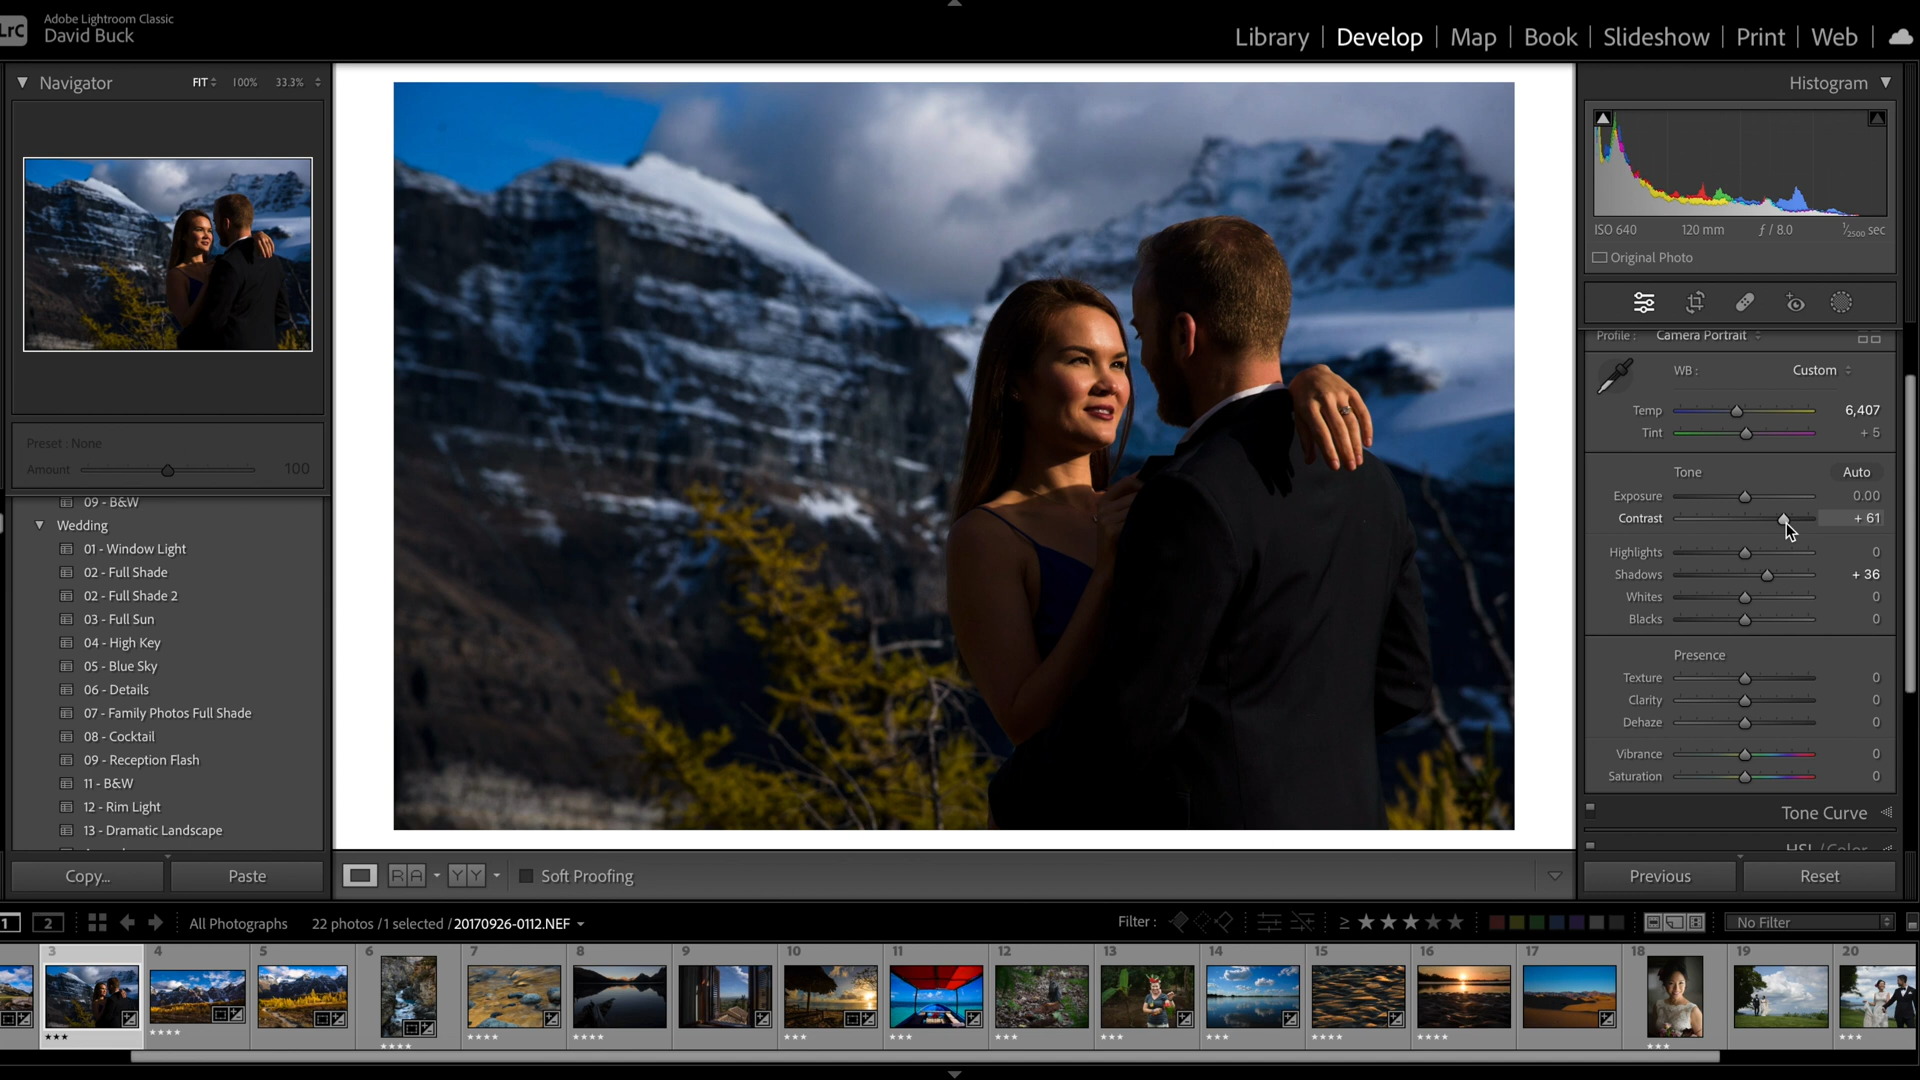 LrC
Adobe Lightroom Classic
David Buck
Library | Develop | Map | Book | Slideshow | Print | Web
Navigator FIT 100% 33.3%
Preset : None
Amount 100
09 - B&W
Wedding
01 - Window Light
02 - Full Shade
02 - Full Shade 2
03 - Full Sun
04 - High Key
05 - Blue Sky
06 - Details
07 - Family Photos Full Shade
08 - Cocktail
09 - Reception Flash
11 - B&W
12 - Rim Light
13 - Dramatic Landscape
Copy... Paste
R A Y Y Soft Proofing
Histogram
ISO 640 120 mm ƒ / 8.0 1/2500 sec
Original Photo
Profile : Camera Portrait
WB : Custom
Temp 6,407
Tint + 5
Tone Auto
Exposure 0.00
Contrast + 61
Highlights 0
Shadows + 36
Whites 0
Blacks 0
Presence
Texture 0
Clarity 0
Dehaze 0
Vibrance 0
Saturation 0
Tone Curve
HSL / Color
Previous Reset
1 2 All Photographs 22 photos /1 selected /20170926-0112.NEF Filter : ≥ ★★★★★ No Filter
3 4 5 6 7 8 9 10 11 12 13 14 15 16 17 18 19 20